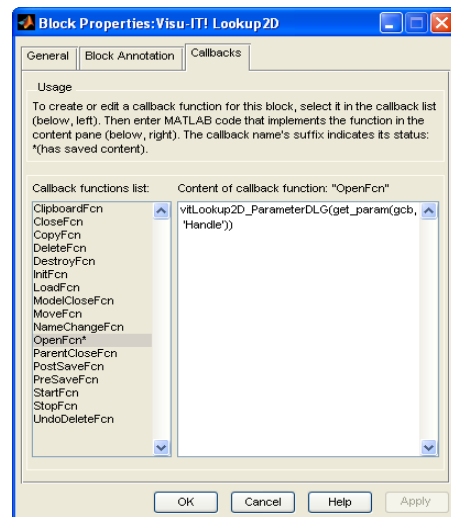 Block Properties:Visu-IT! Lookup2D
General
Block Annotation
Callbacks
Usage
To create or edit a callback function for this block, select it in the callback list
(below, left). Then enter MATLAB code that implements the function in the
content pane (below, right). The callback name's suffix indicates its status:
*(has saved content).
Callback functions list:
ClipboardFcn
CloseFcn
CopyFcn
DeleteFcn
DestroyFcn
InitFcn
LoadFcn
ModelCloseFcn
MoveFcn
NameChangeFcn
OpenFcn*
ParentCloseFcn
PostSaveFcn
PreSaveFcn
StartFcn
StopFcn
UndoDeleteFcn
Content of callback function: "OpenFcn"
vitLookup2D_ParameterDLG(get_param(gcb,
'Handle'))
OK
Cancel
Help
Apply